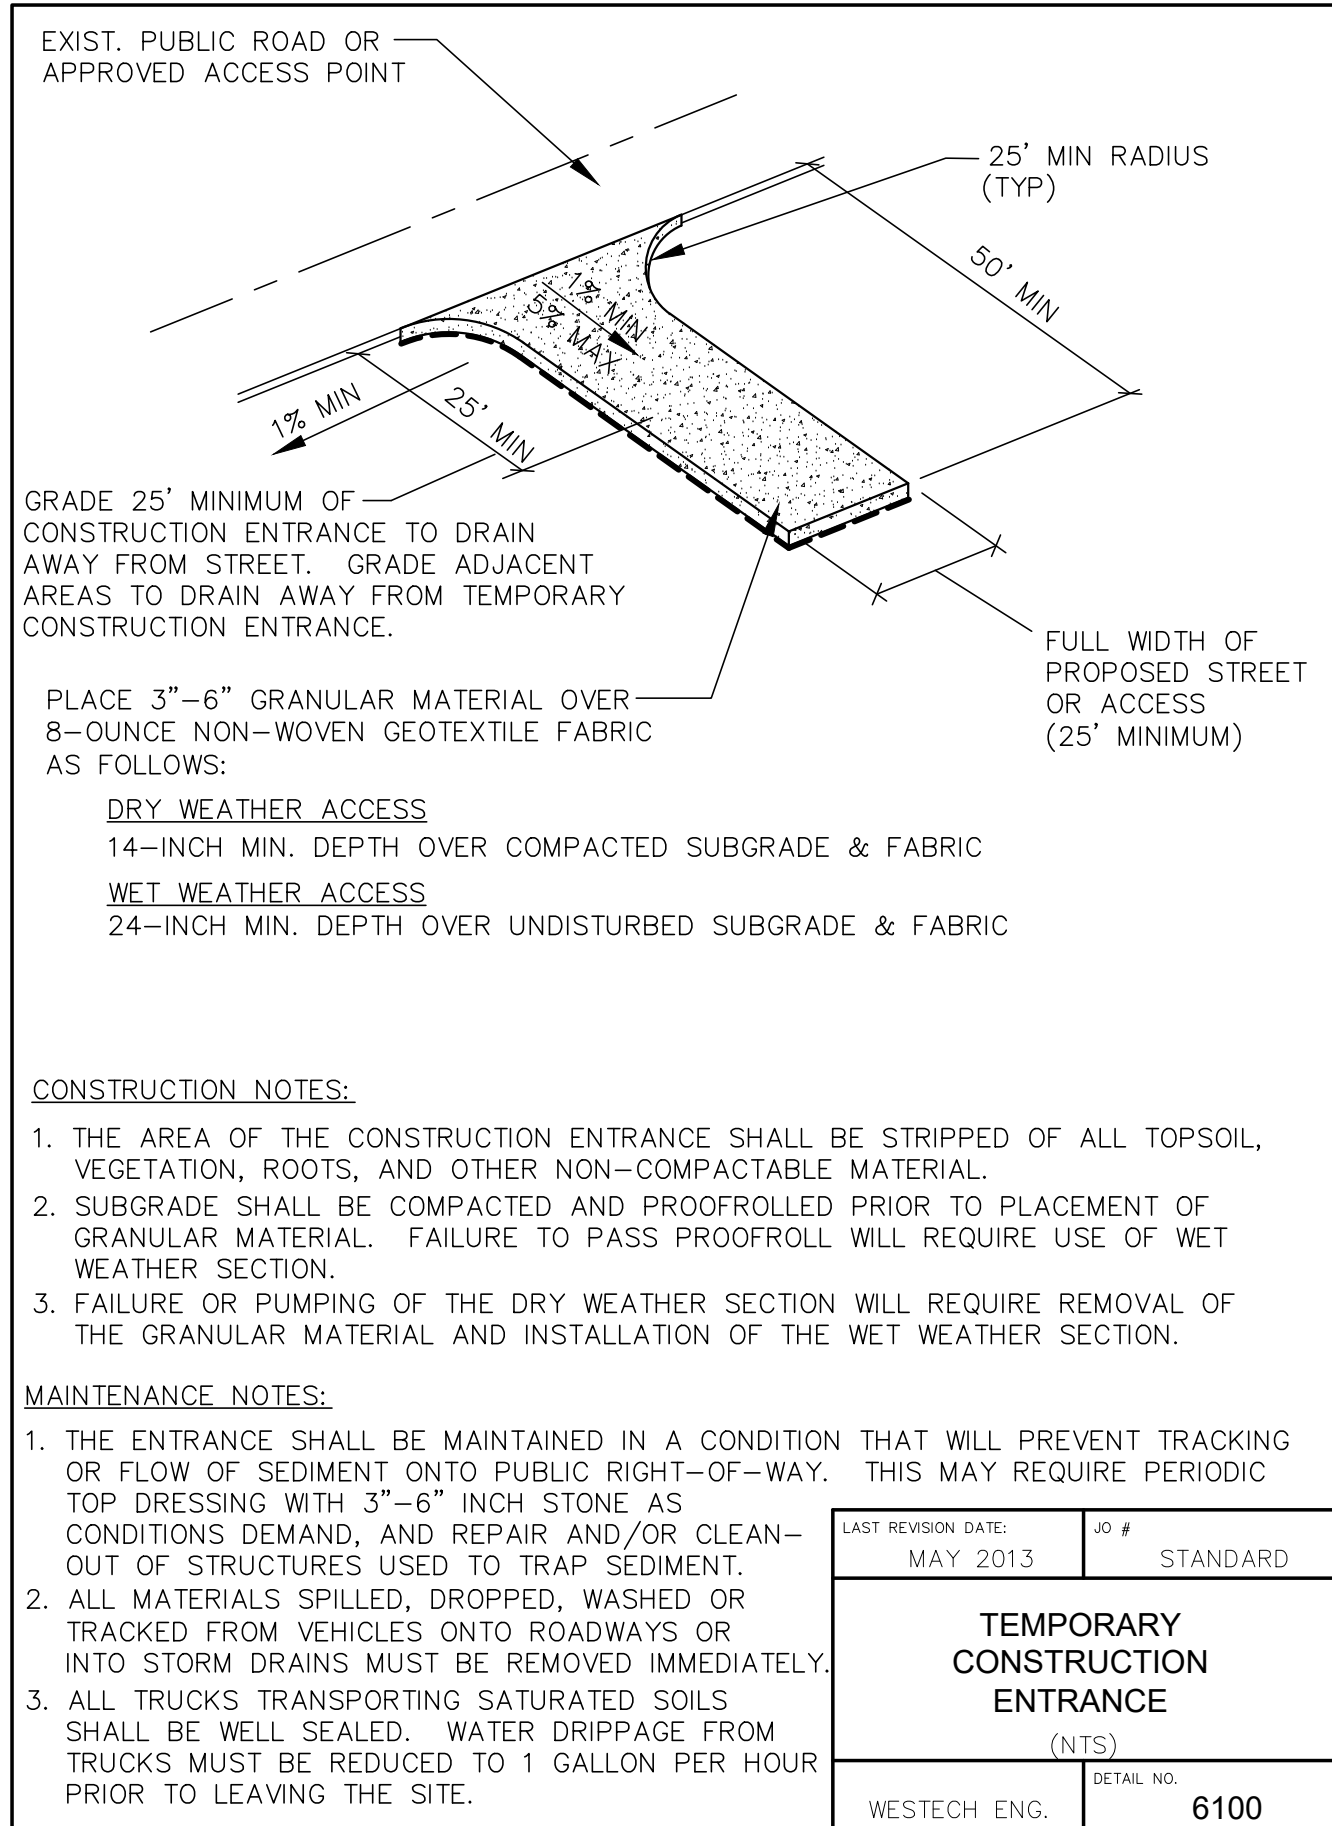 EXIST. PUBLIC ROAD OR
APPROVED ACCESS POINT
25' MIN RADIUS
(TYP)
50' MIN
1% MIN
5% MAX
1% MIN
25' MIN
GRADE 25' MINIMUM OF
CONSTRUCTION ENTRANCE TO DRAIN
AWAY FROM STREET. GRADE ADJACENT
AREAS TO DRAIN AWAY FROM TEMPORARY
CONSTRUCTION ENTRANCE.
FULL WIDTH OF
PROPOSED STREET
OR ACCESS
(25' MINIMUM)
PLACE 3"-6" GRANULAR MATERIAL OVER
8-OUNCE NON-WOVEN GEOTEXTILE FABRIC
AS FOLLOWS:
DRY WEATHER ACCESS
14-INCH MIN. DEPTH OVER COMPACTED SUBGRADE & FABRIC
WET WEATHER ACCESS
24-INCH MIN. DEPTH OVER UNDISTURBED SUBGRADE & FABRIC
CONSTRUCTION NOTES:
1. THE AREA OF THE CONSTRUCTION ENTRANCE SHALL BE STRIPPED OF ALL TOPSOIL,
VEGETATION, ROOTS, AND OTHER NON-COMPACTABLE MATERIAL.
2. SUBGRADE SHALL BE COMPACTED AND PROOFROLLED PRIOR TO PLACEMENT OF
GRANULAR MATERIAL. FAILURE TO PASS PROOFROLL WILL REQUIRE USE OF WET
WEATHER SECTION.
3. FAILURE OR PUMPING OF THE DRY WEATHER SECTION WILL REQUIRE REMOVAL OF
THE GRANULAR MATERIAL AND INSTALLATION OF THE WET WEATHER SECTION.
MAINTENANCE NOTES:
1. THE ENTRANCE SHALL BE MAINTAINED IN A CONDITION THAT WILL PREVENT TRACKING
OR FLOW OF SEDIMENT ONTO PUBLIC RIGHT-OF-WAY. THIS MAY REQUIRE PERIODIC
TOP DRESSING WITH 3"-6" INCH STONE AS
CONDITIONS DEMAND, AND REPAIR AND/OR CLEAN-
OUT OF STRUCTURES USED TO TRAP SEDIMENT.
2. ALL MATERIALS SPILLED, DROPPED, WASHED OR
TRACKED FROM VEHICLES ONTO ROADWAYS OR
INTO STORM DRAINS MUST BE REMOVED IMMEDIATELY.
3. ALL TRUCKS TRANSPORTING SATURATED SOILS
SHALL BE WELL SEALED. WATER DRIPPAGE FROM
TRUCKS MUST BE REDUCED TO 1 GALLON PER HOUR
PRIOR TO LEAVING THE SITE.
LAST REVISION DATE:
MAY 2013
JO #
STANDARD
TEMPORARY
CONSTRUCTION
ENTRANCE
(NTS)
WESTECH ENG.
DETAIL NO.
6100